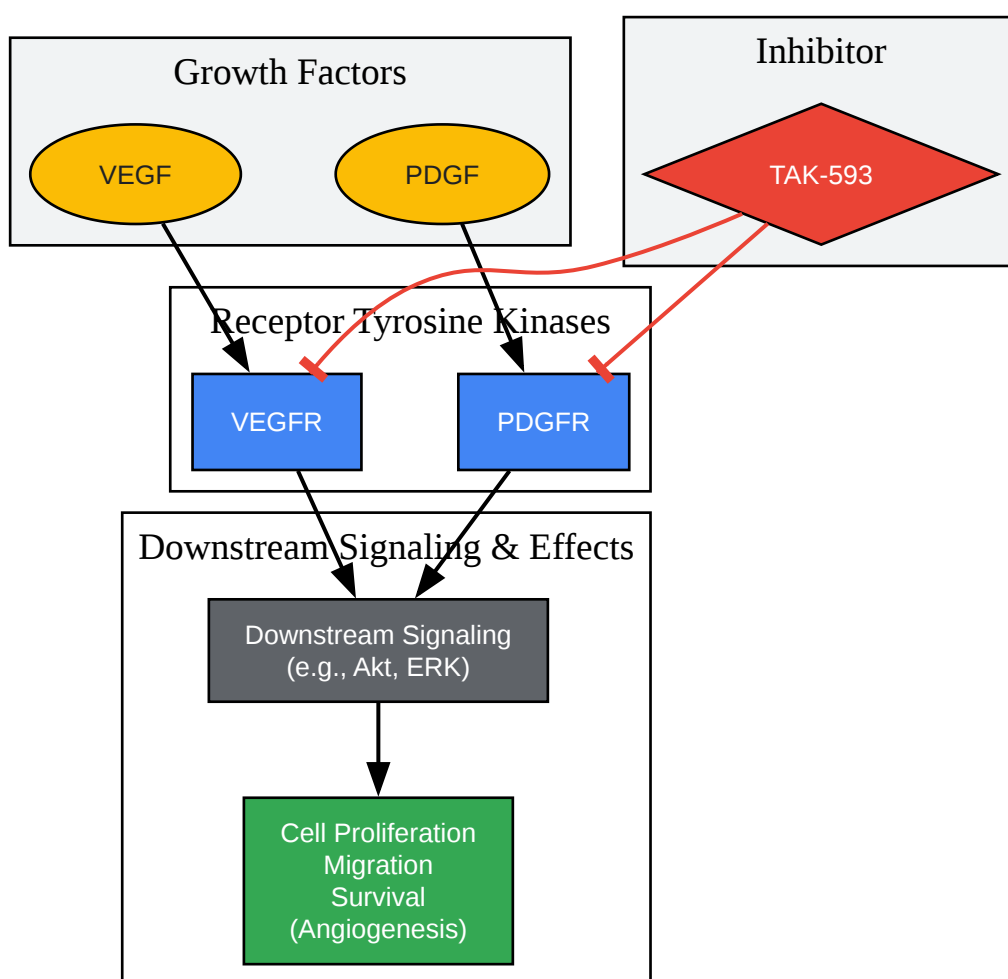 Growth Factors
Inhibitor
VEGF
PDGF
TAK-593
Receptor Tyrosine Kinases
VEGFR
PDGFR
Downstream Signaling & Effects
Downstream Signaling
(e.g., Akt, ERK)
Cell Proliferation
Migration
Survival
(Angiogenesis)